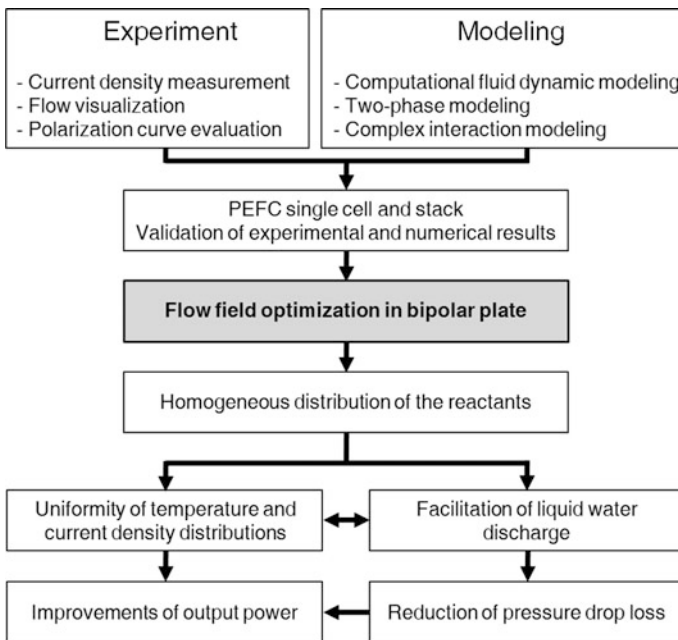 Experiment
- Current density measurement
- Flow visualization
- Polarization curve evaluation
Modeling
- Computational fluid dynamic modeling
- Two-phase modeling
- Complex interaction modeling
PEFC single cell and stack
Validation of experimental and numerical results
Flow field optimization in bipolar plate
Homogeneous distribution of the reactants
Uniformity of temperature and
current density distributions
Facilitation of liquid water
discharge
Improvements of output power
Reduction of pressure drop loss